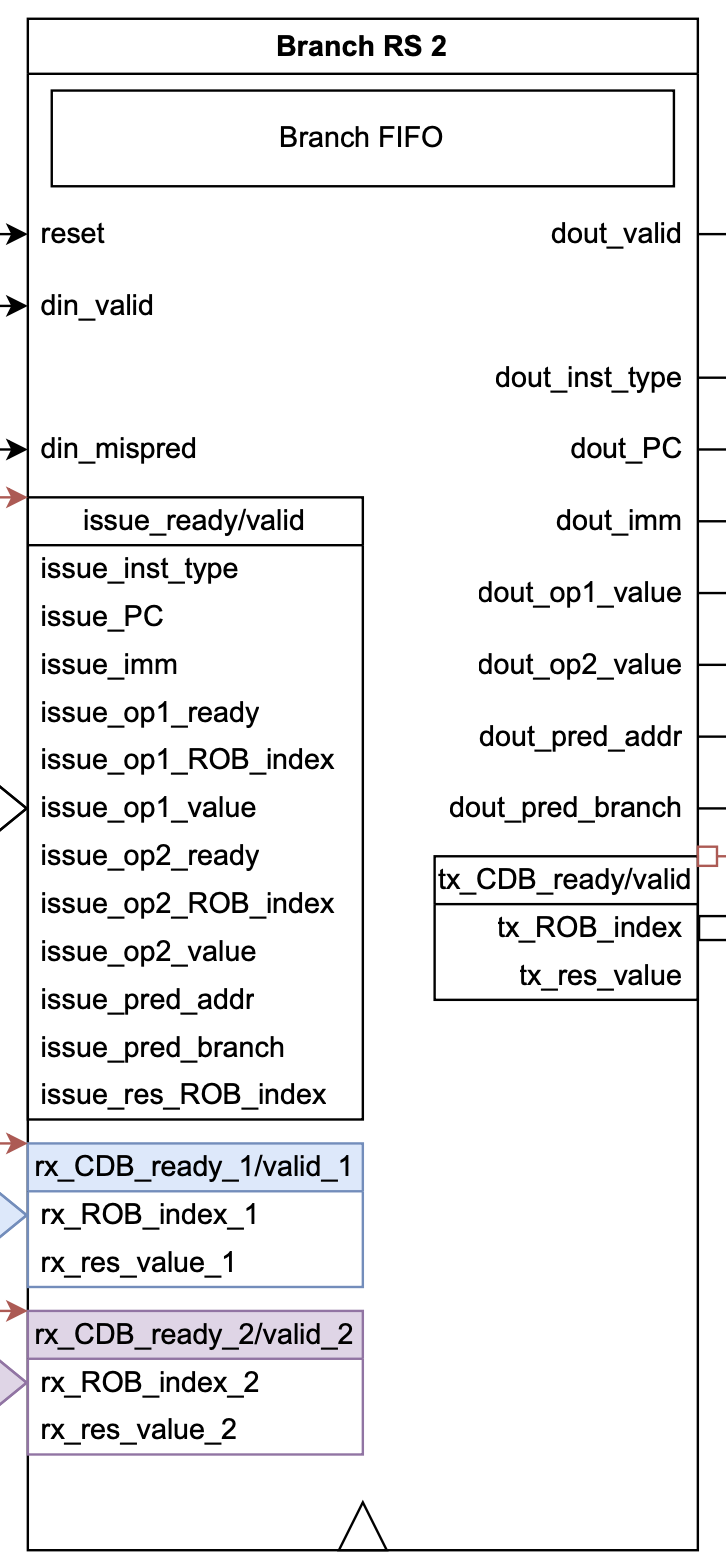 Branch RS 2
Branch FIFO
reset
din_valid
din_mispred
issue_ready/valid
issue_inst_type
issue_PC
issue_imm
issue_op1_ready
issue_op1_ROB_index
issue_op1_value
issue_op2_ready
issue_op2_ROB_index
issue_op2_value
issue_pred_addr
issue_pred_branch
issue_res_ROB_index
rx_CDB_ready_1/valid_1
rx_ROB_index_1
rx_res_value_1
rx_CDB_ready_2/valid_2
rx_ROB_index_2
rx_res_value_2
dout_valid
dout_inst_type
dout_PC
dout_imm
dout_op1_value
dout_op2_value
dout_pred_addr
dout_pred_branch
tx_CDB_ready/valid
tx_ROB_index
tx_res_value